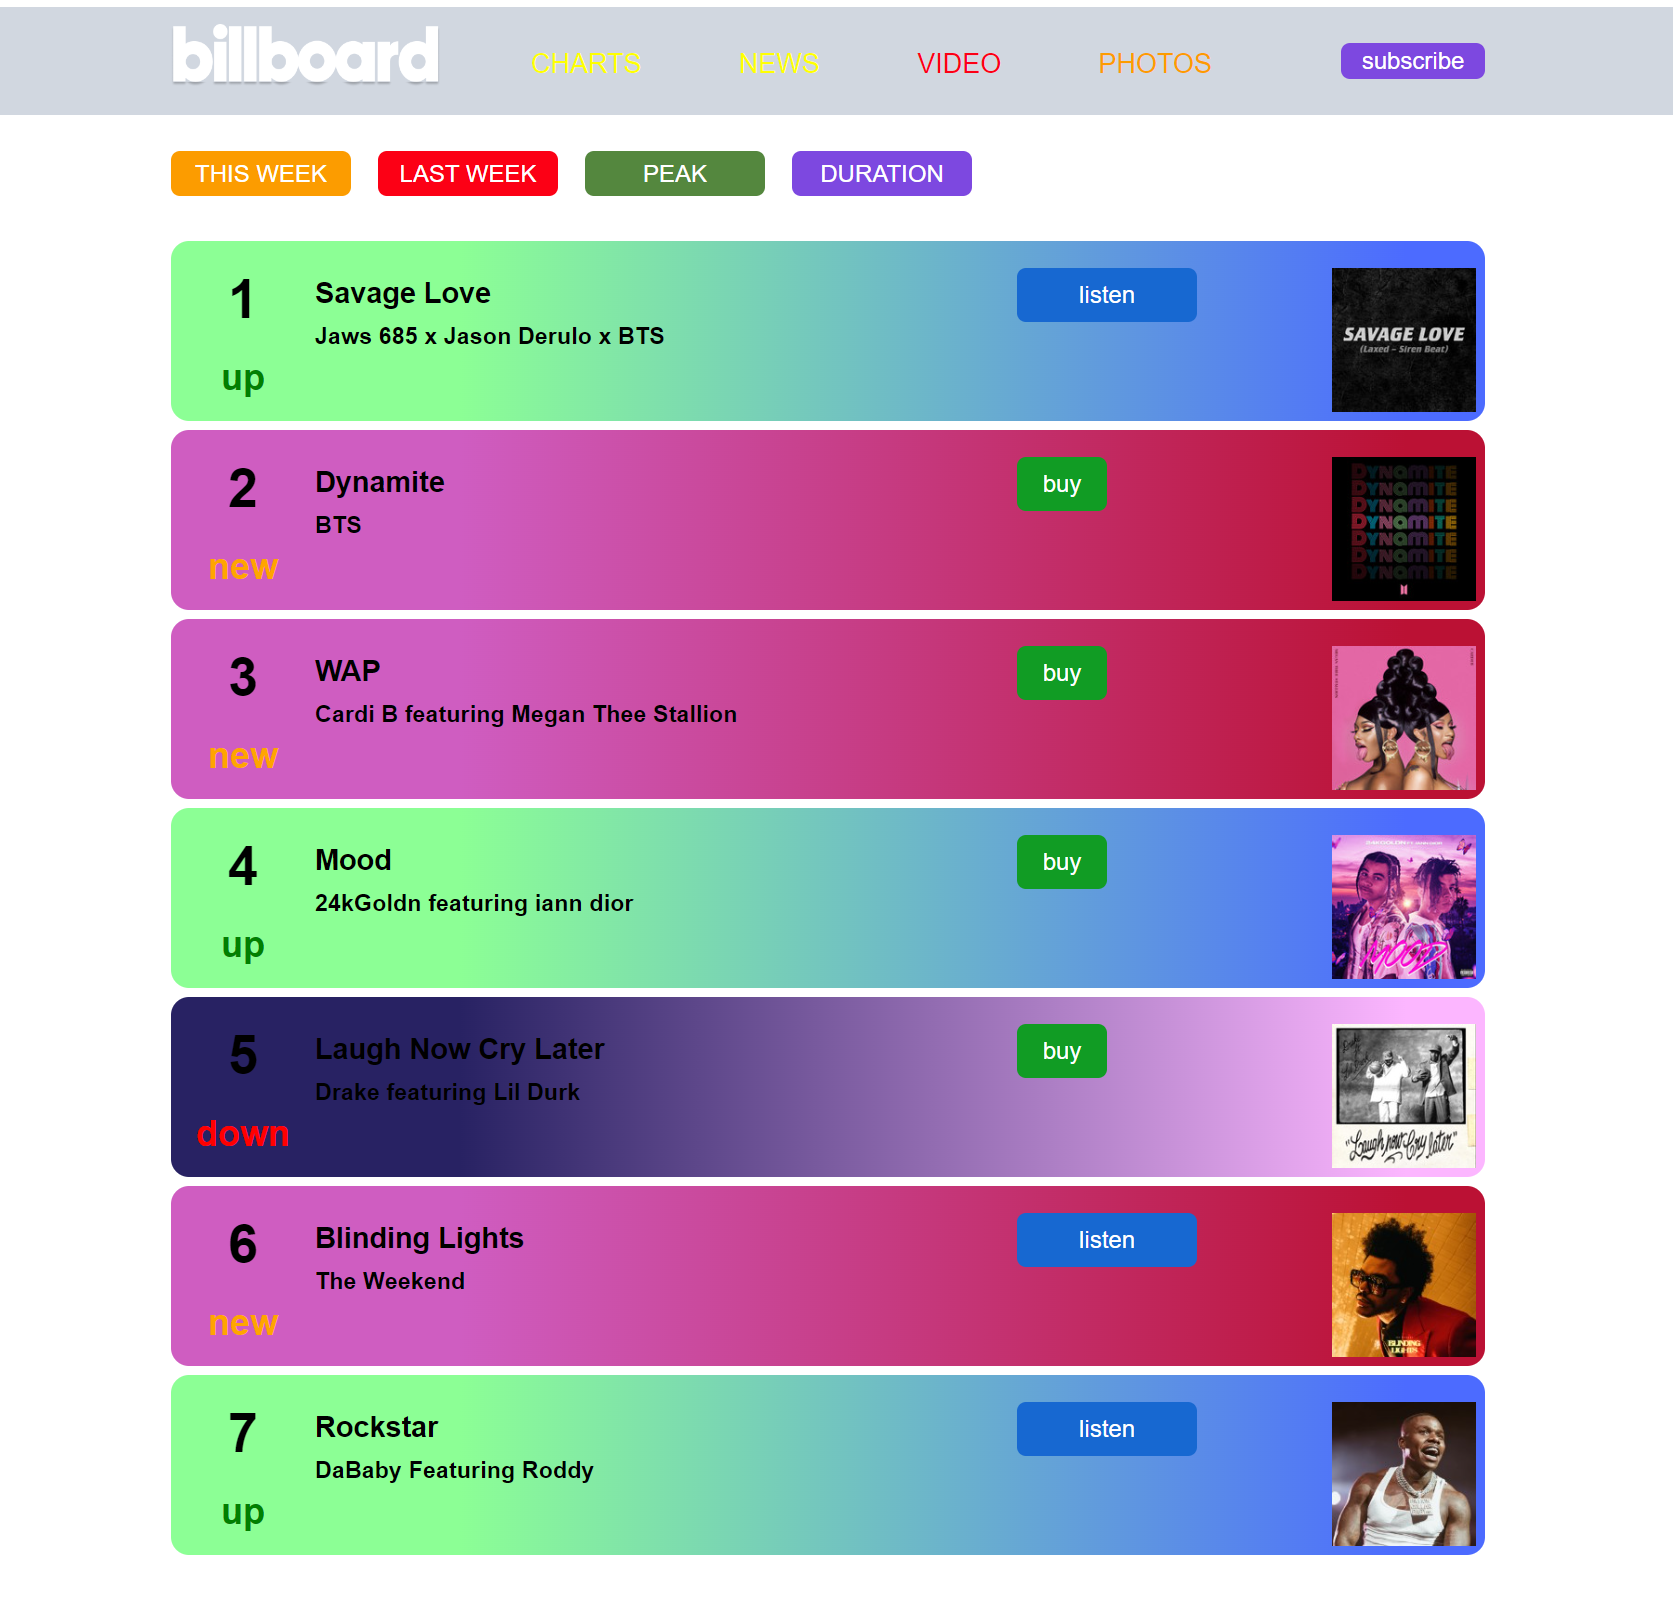 billboard
CHARTS
NEWS
VIDEO
PHOTOS
subscribe
THIS WEEK
LAST WEEK
PEAK
DURATION
1
Savage Love
Jaws 685 x Jason Derulo x BTS
up
listen
SAVAGE LOVE
(Laxed – Siren Beat)
2
Dynamite
BTS
new
buy
DYNAMITE
DYNAMITE
DYNAMITE
DYNAMITE
DYNAMITE
DYNAMITE
DYNAMITE
3
WAP
Cardi B featuring Megan Thee Stallion
new
buy
4
Mood
24kGoldn featuring iann dior
up
buy
MOOD
5
Laugh Now Cry Later
Drake featuring Lil Durk
down
buy
"Laugh now Cry later"
6
Blinding Lights
The Weekend
new
listen
BLINDING
LIGHTS
7
Rockstar
DaBaby Featuring Roddy
up
listen